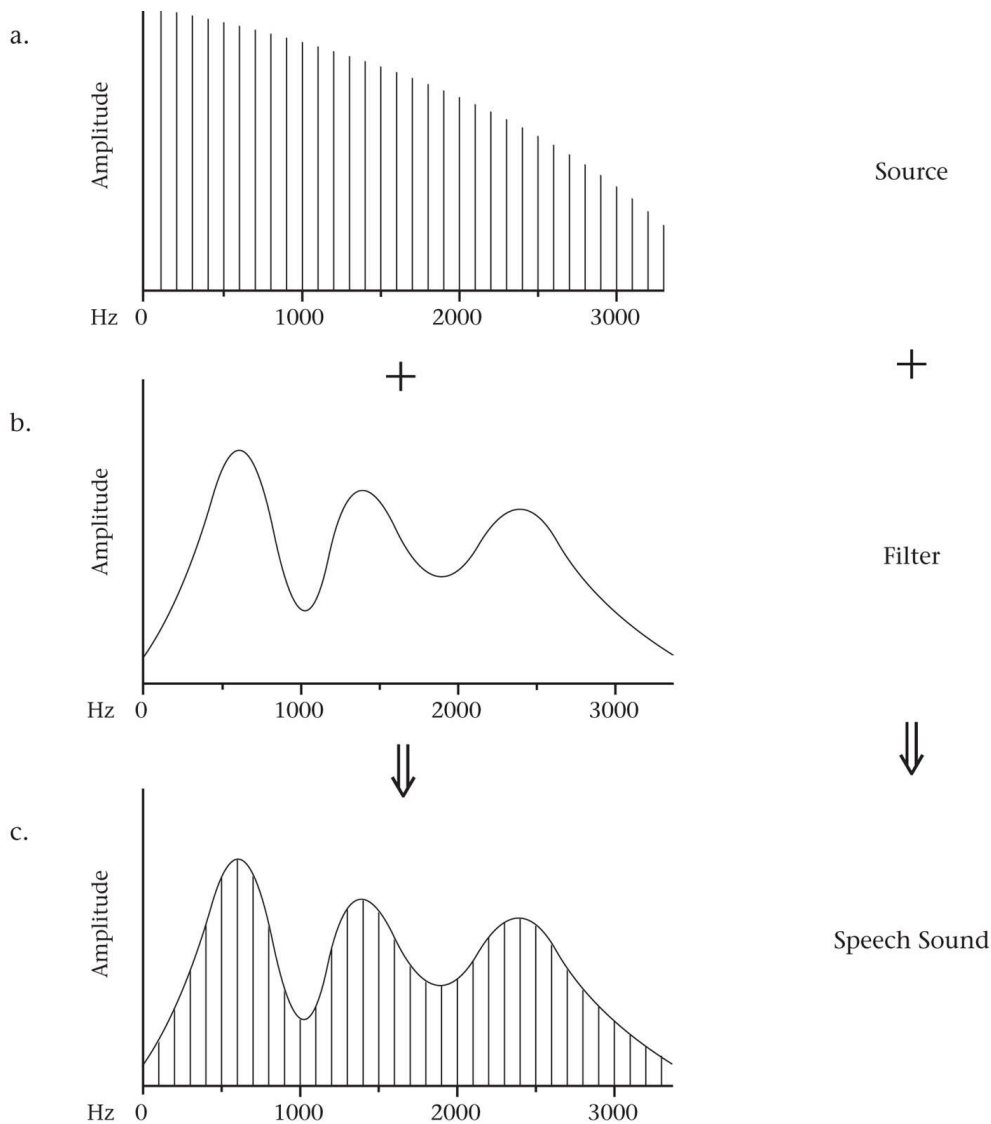 a.
Amplitude
Source
Hz 0 1000 2000 3000
+ +
b.
Amplitude
Filter
Hz 0 1000 2000 3000
c.
Amplitude
Speech Sound
Hz 0 1000 2000 3000